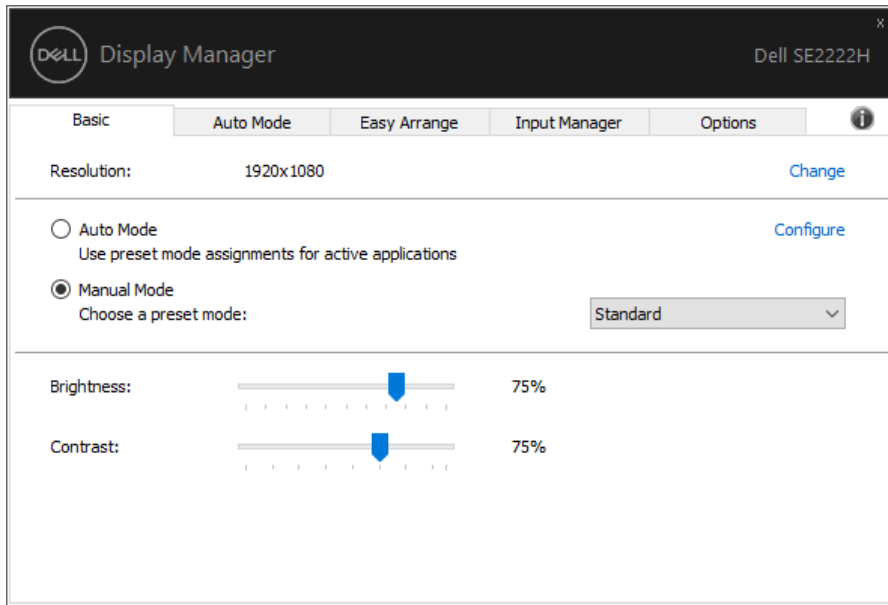 x
DELL Display Manager Dell SE2222H
Basic Auto Mode Easy Arrange Input Manager Options i
Resolution: 1920x1080 Change
Auto Mode Configure
Use preset mode assignments for active applications
Manual Mode
Choose a preset mode: Standard
Brightness: 75%
Contrast: 75%